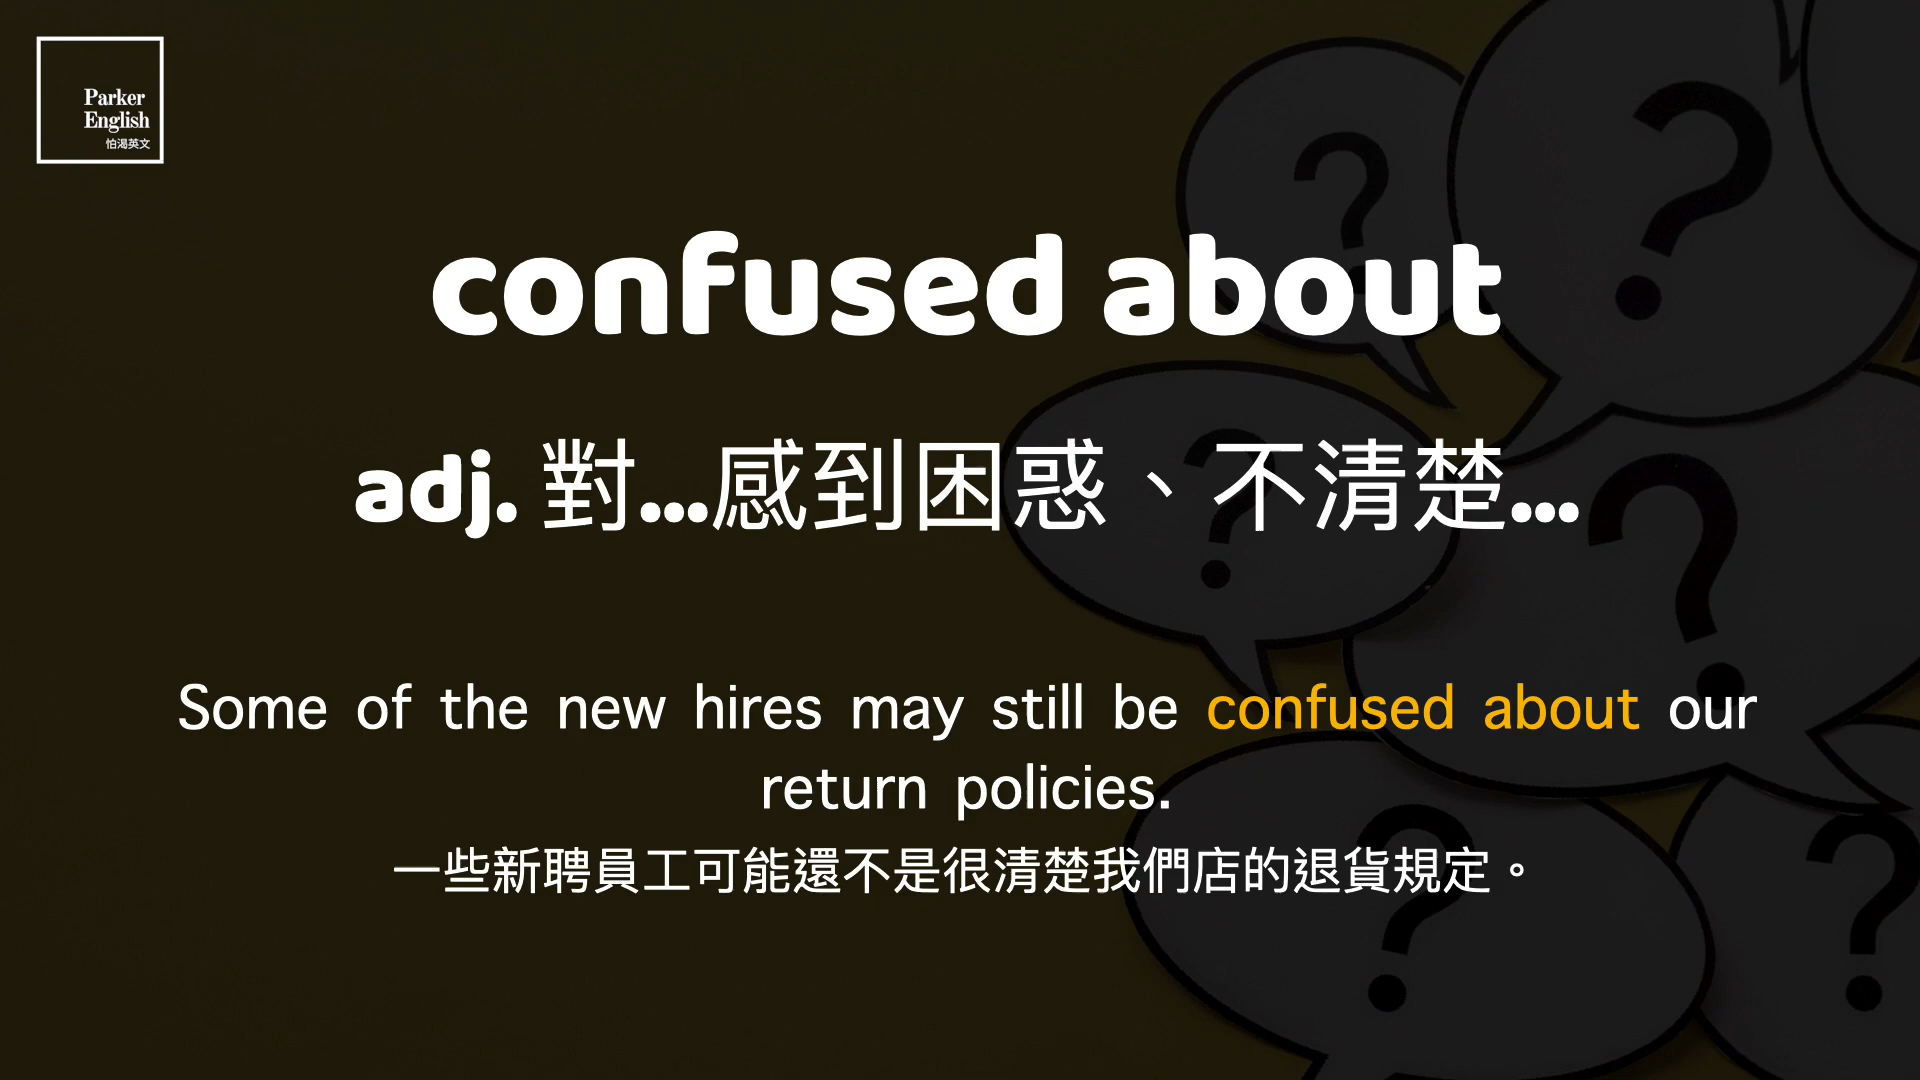 Parker
English
怕渴英文
confused about
adj. 對...感到困惑、不清楚...
Some of the new hires may still be confused about our
return policies.
一些新聘員工可能還不是很清楚我們店的退貨規定。